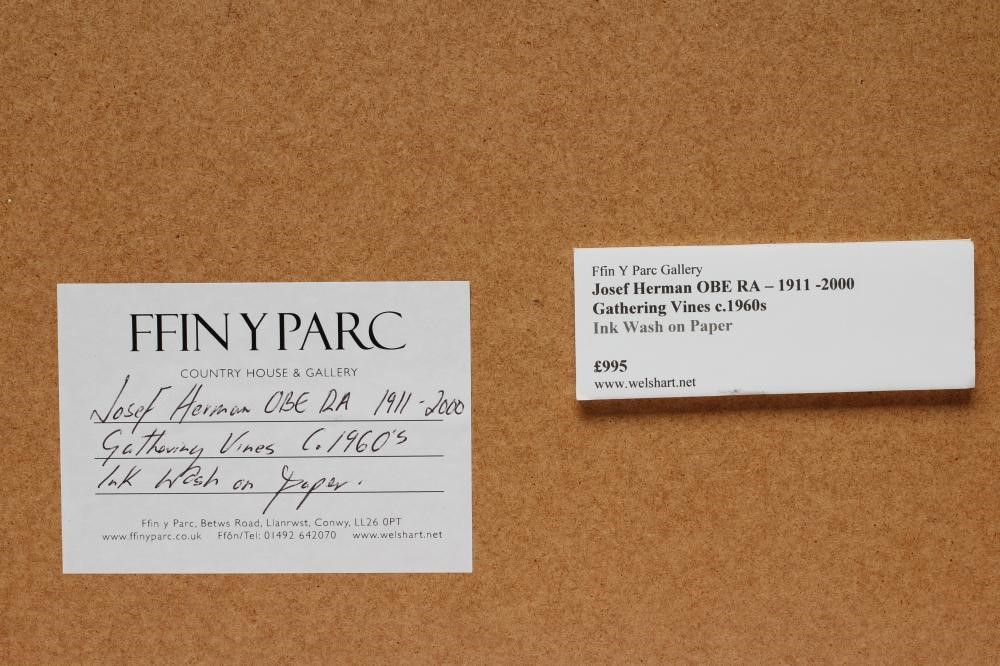 FFIN Y PARC
COUNTRY HOUSE & GALLERY
Josef Herman OBE RA 1911-2000
Gathering Vines C.1960's
Ink Wash on Paper.
Ffin y Parc, Betws Road, Llanrwst, Conwy, LL26 0PT
www.ffinyparc.co.uk Ffôn/Tel: 01492 642070 www.welshart.net
Ffin Y Parc Gallery
Josef Herman OBE RA – 1911 -2000
Gathering Vines c.1960s
Ink Wash on Paper
£995
www.welshart.net